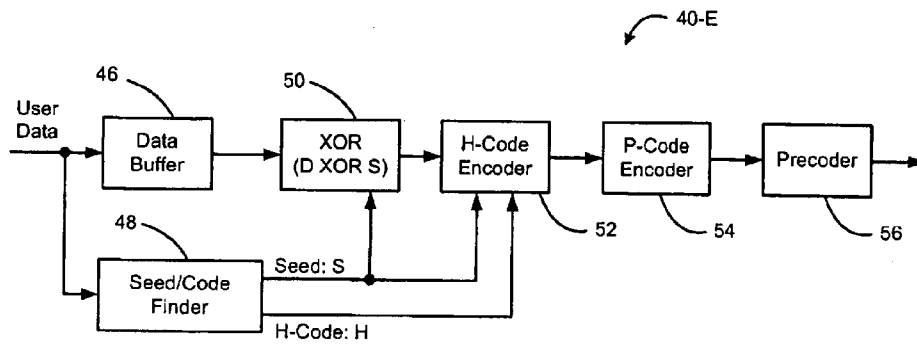 40-E
46
50
User
Data
Data
Buffer
XOR
(D XOR S)
H-Code
Encoder
P-Code
Encoder
Precoder
52
54
56
48
Seed/Code
Finder
Seed: S
H-Code: H